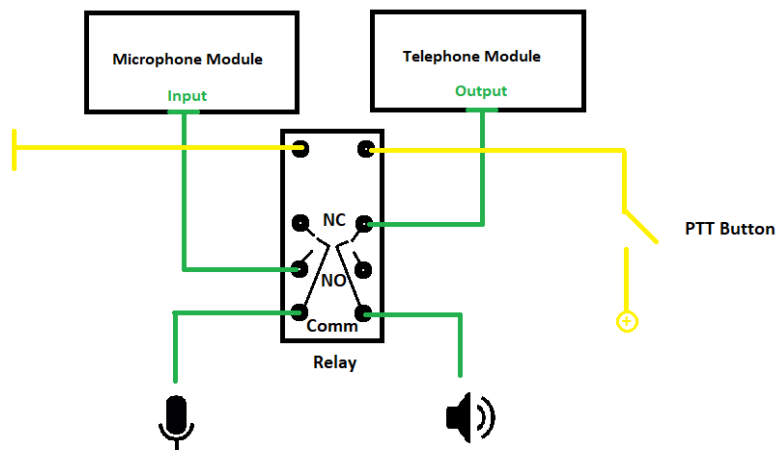 Microphone Module
Input
Telephone Module
Output
NC
NO
Comm
Relay
PTT Button
+